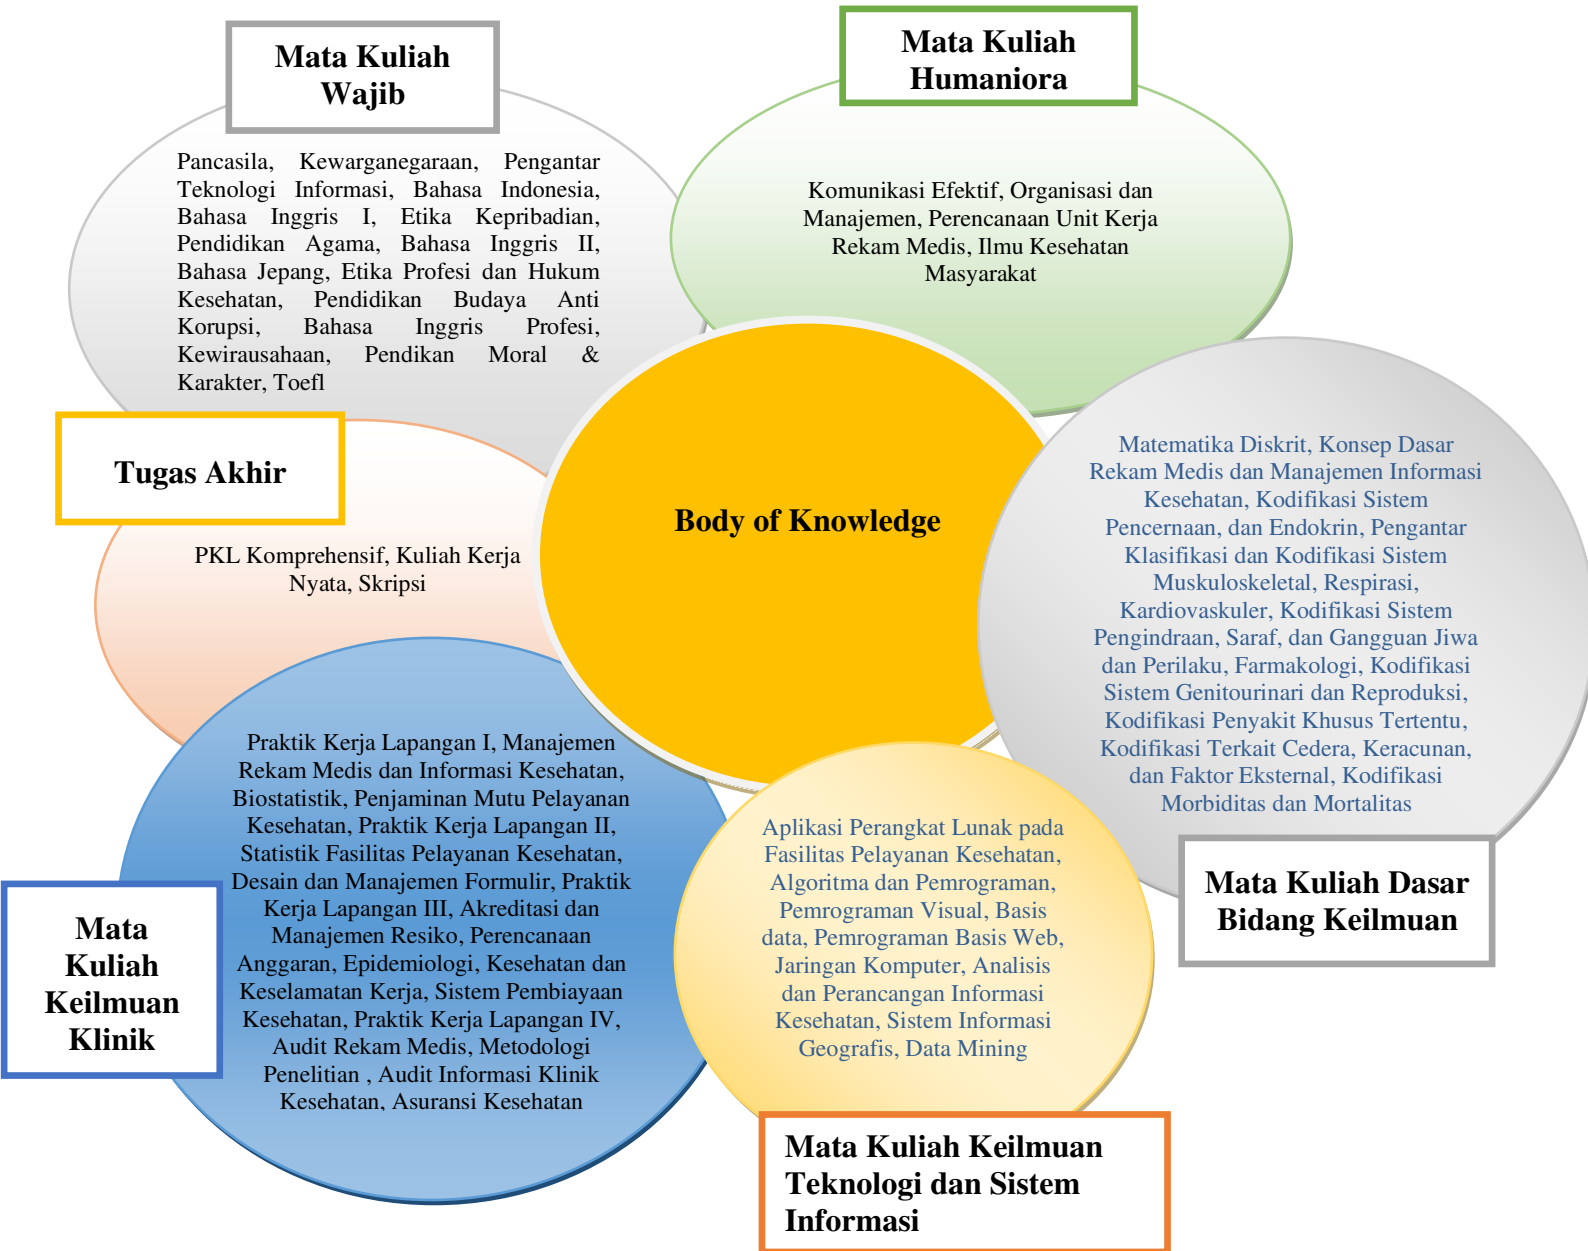 Mata Kuliah
Wajib
Pancasila, Kewarganegaraan, Pengantar
Teknologi Informasi, Bahasa Indonesia,
Bahasa Inggris I, Etika Kepribadian,
Pendidikan Agama, Bahasa Inggris II,
Bahasa Jepang, Etika Profesi dan Hukum
Kesehatan, Pendidikan Budaya Anti
Korupsi, Bahasa Inggris Profesi,
Kewirausahaan, Pendikan Moral &
Karakter, Toefl
Mata Kuliah
Humaniora
Komunikasi Efektif, Organisasi dan
Manajemen, Perencanaan Unit Kerja
Rekam Medis, Ilmu Kesehatan
Masyarakat
Tugas Akhir
PKL Komprehensif, Kuliah Kerja
Nyata, Skripsi
Body of Knowledge
Matematika Diskrit, Konsep Dasar
Rekam Medis dan Manajemen Informasi
Kesehatan, Kodifikasi Sistem
Pencernaan, dan Endokrin, Pengantar
Klasifikasi dan Kodifikasi Sistem
Muskuloskeletal, Respirasi,
Kardiovaskuler, Kodifikasi Sistem
Pengindraan, Saraf, dan Gangguan Jiwa
dan Perilaku, Farmakologi, Kodifikasi
Sistem Genitourinari dan Reproduksi,
Kodifikasi Penyakit Khusus Tertentu,
Kodifikasi Terkait Cedera, Keracunan,
dan Faktor Eksternal, Kodifikasi
Morbiditas dan Mortalitas
Mata Kuliah Dasar
Bidang Keilmuan
Praktik Kerja Lapangan I, Manajemen
Rekam Medis dan Informasi Kesehatan,
Biostatistik, Penjaminan Mutu Pelayanan
Kesehatan, Praktik Kerja Lapangan II,
Statistik Fasilitas Pelayanan Kesehatan,
Desain dan Manajemen Formulir, Praktik
Kerja Lapangan III, Akreditasi dan
Manajemen Resiko, Perencanaan
Anggaran, Epidemiologi, Kesehatan dan
Keselamatan Kerja, Sistem Pembiayaan
Kesehatan, Praktik Kerja Lapangan IV,
Audit Rekam Medis, Metodologi
Penelitian , Audit Informasi Klinik
Kesehatan, Asuransi Kesehatan
Mata
Kuliah
Keilmuan
Klinik
Aplikasi Perangkat Lunak pada
Fasilitas Pelayanan Kesehatan,
Algoritma dan Pemrograman,
Pemrograman Visual, Basis
data, Pemrograman Basis Web,
Jaringan Komputer, Analisis
dan Perancangan Informasi
Kesehatan, Sistem Informasi
Geografis, Data Mining
Mata Kuliah Keilmuan
Teknologi dan Sistem
Informasi